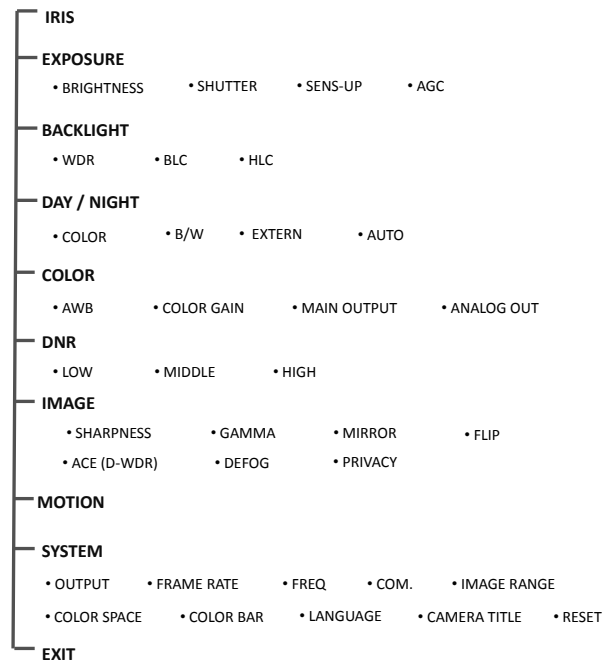 IRIS
EXPOSURE
• BRIGHTNESS • SHUTTER • SENS-UP • AGC
BACKLIGHT
• WDR • BLC • HLC
DAY / NIGHT
• COLOR • B/W • EXTERN • AUTO
COLOR
• AWB • COLOR GAIN • MAIN OUTPUT • ANALOG OUT
DNR
• LOW • MIDDLE • HIGH
IMAGE
• SHARPNESS • GAMMA • MIRROR • FLIP
• ACE (D-WDR) • DEFOG • PRIVACY
MOTION
SYSTEM
• OUTPUT • FRAME RATE • FREQ • COM. • IMAGE RANGE
• COLOR SPACE • COLOR BAR • LANGUAGE • CAMERA TITLE • RESET
EXIT